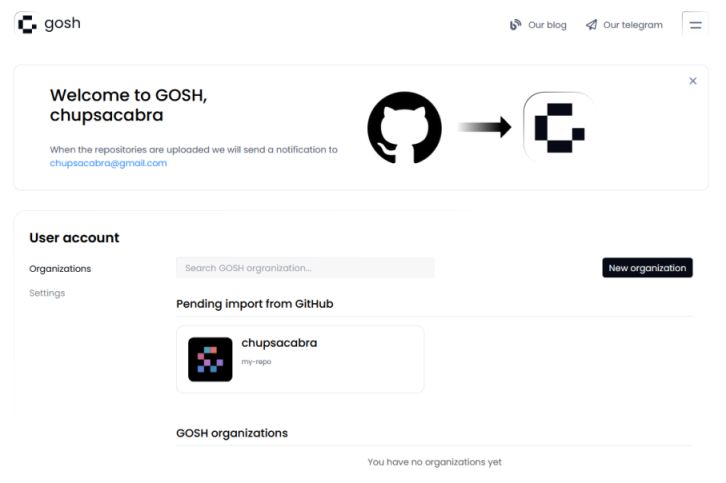 gosh
Our blog
Our telegram
Welcome to GOSH,
chupsacabra
When the repositories are uploaded we will send a notification to
chupsacabra@gmail.com
User account
Organizations
Settings
Search GOSH orgranization...
New organization
Pending import from GitHub
chupsacabra
my-repo
GOSH organizations
You have no organizations yet